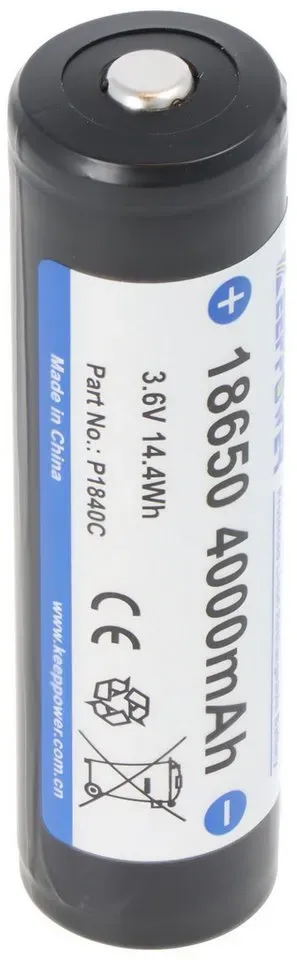 KEEPPOWER
+ 18650 4000mAh -
3.6V 14.4Wh
Part No.: P1840C
CE
Made in China
www.keeppower.com.cn